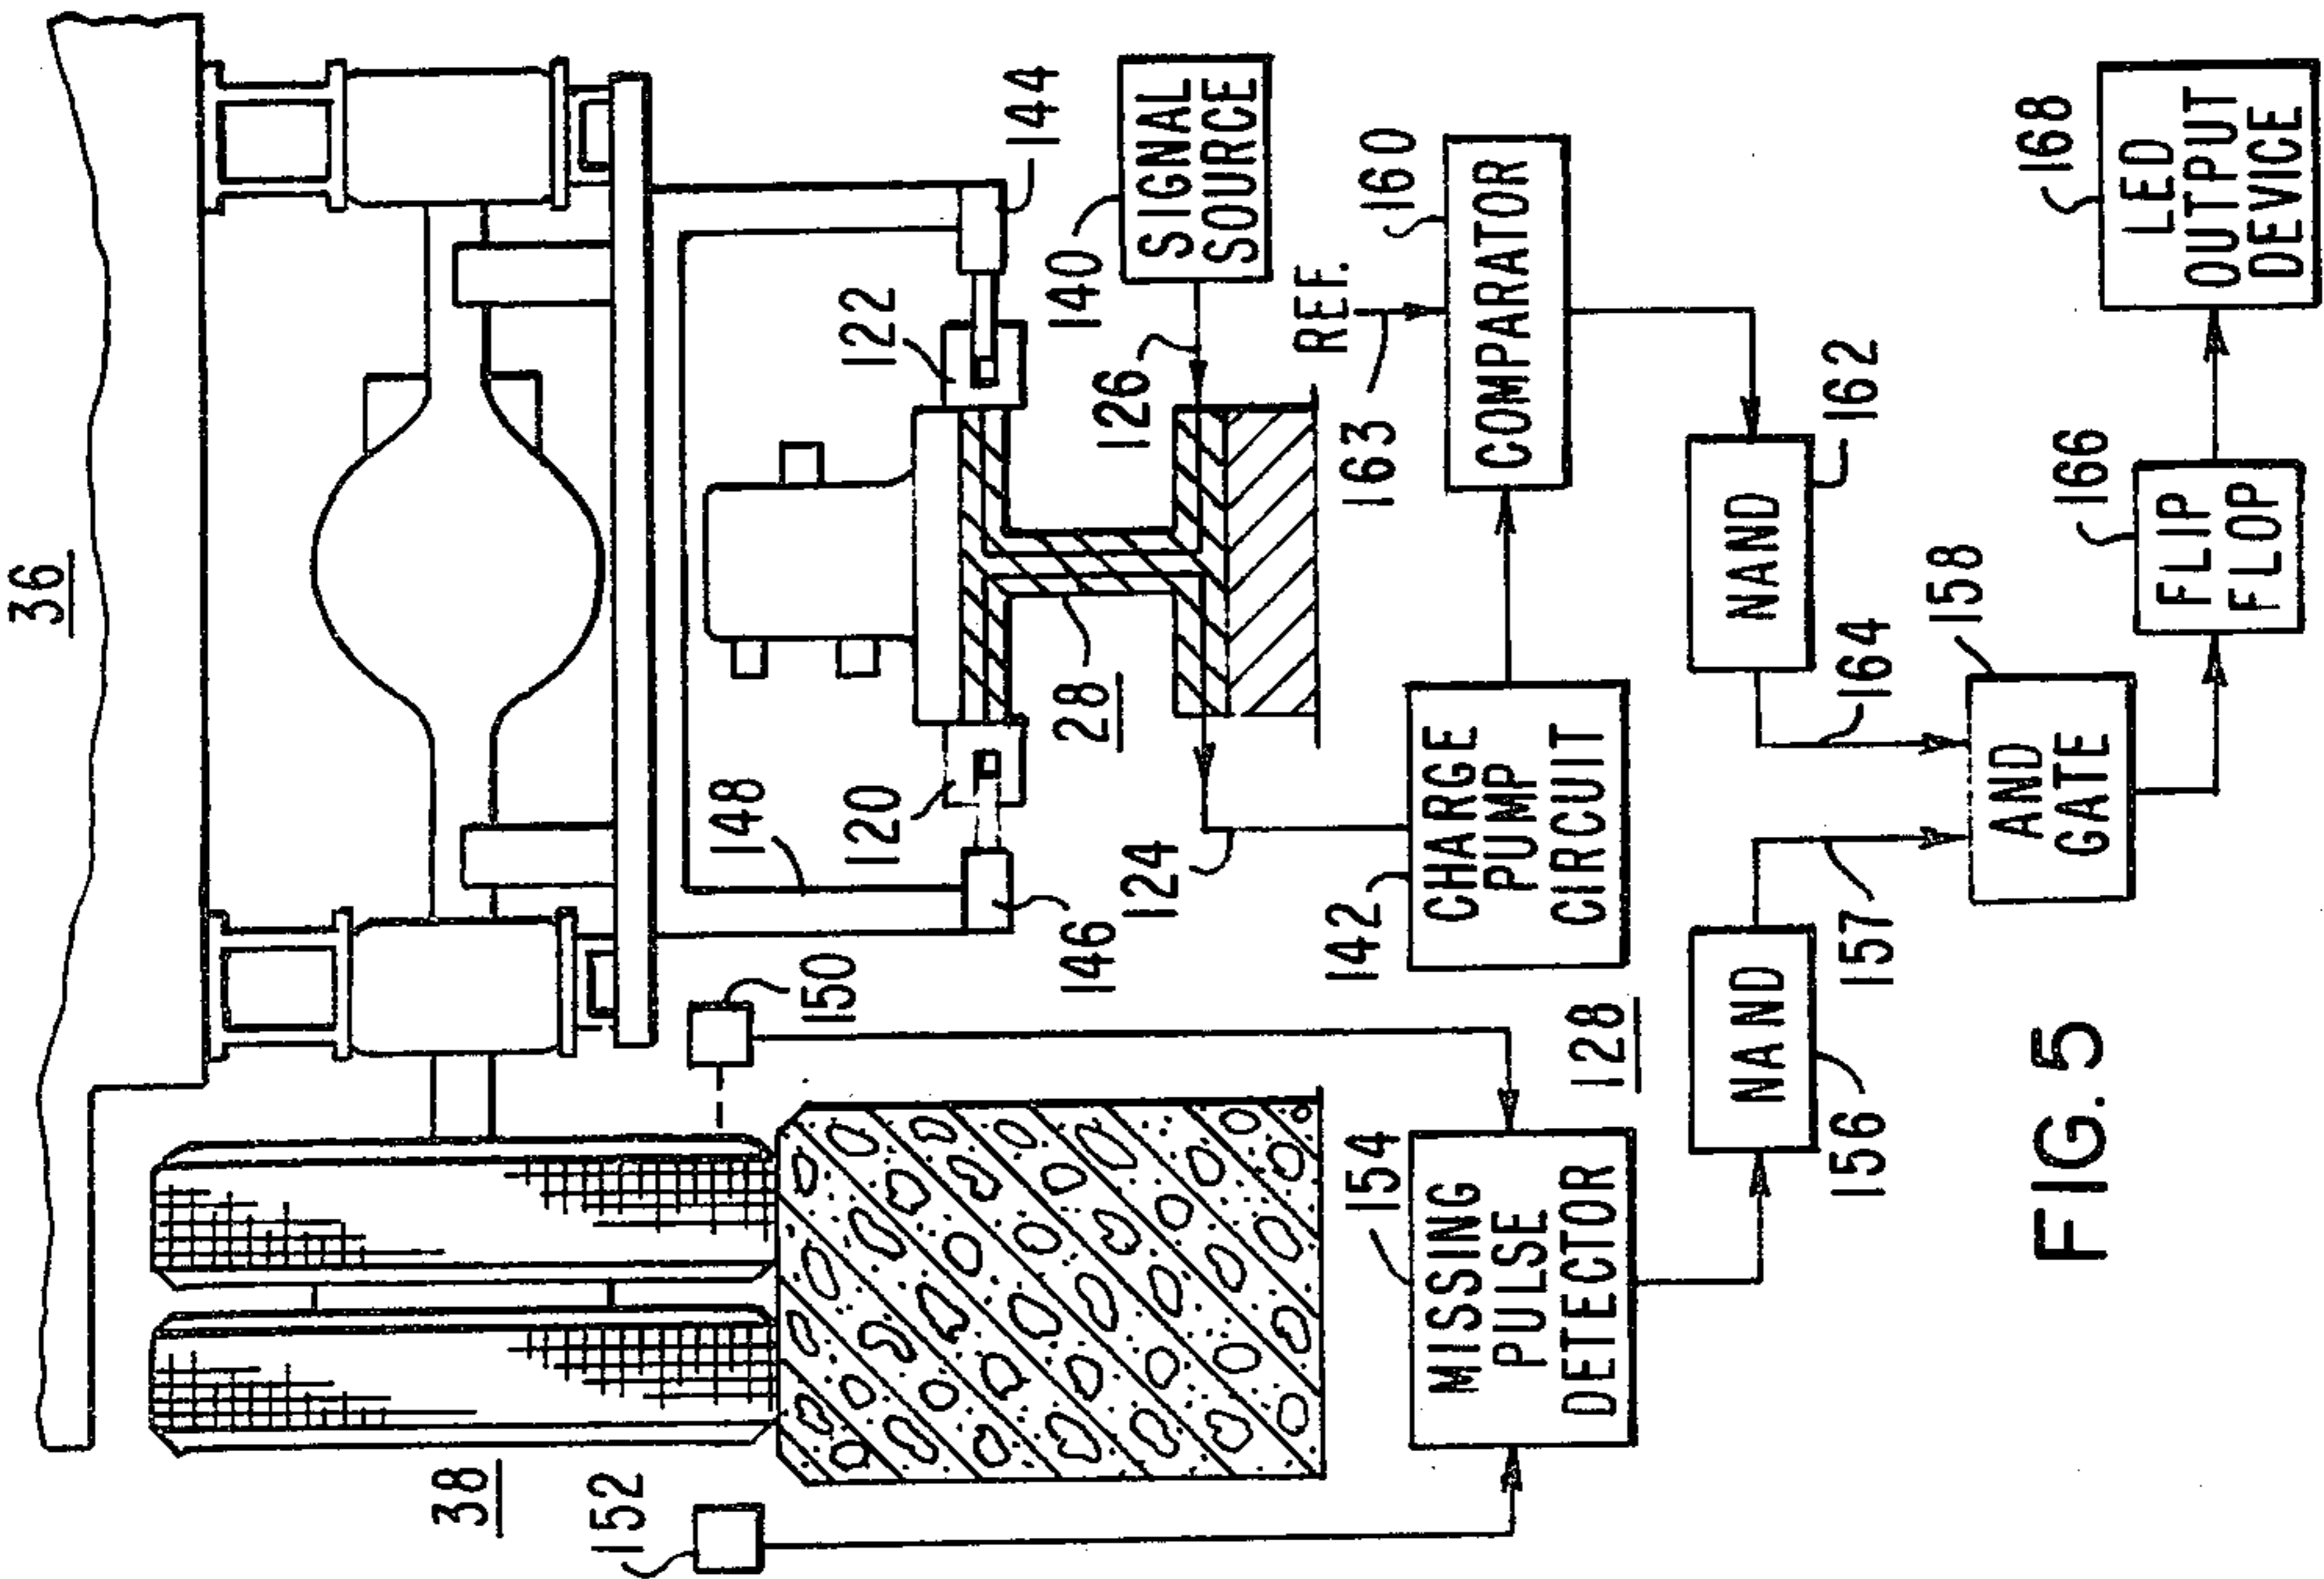 36
38
152
150
148
120
122
144
146
28
124
126
140
SIGNAL
SOURCE
142
CHARGE
PUMP
CIRCUIT
REF.
163
160
COMPARATOR
154
MISSING
PULSE
DETECTOR
128
156
NAND
157
162
NAND
164
158
AND
GATE
166
FLIP
FLOP
168
LED
OUTPUT
DEVICE
FIG. 5